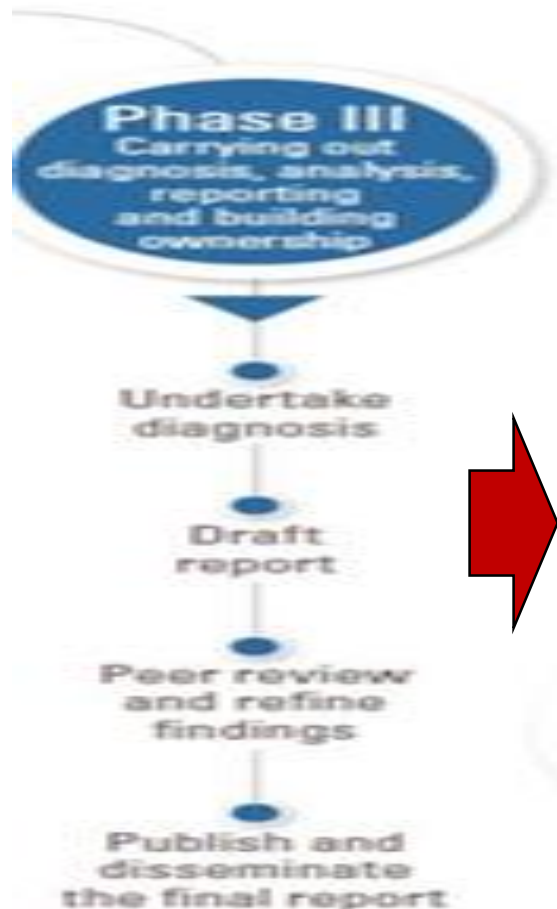 Phase III
Carrying out
diagnosis, analysis,
reporting
and building
ownership
Undertake
diagnosis
Draft
report
Peer review
and refine
findings
Publish and
disseminate
the final report